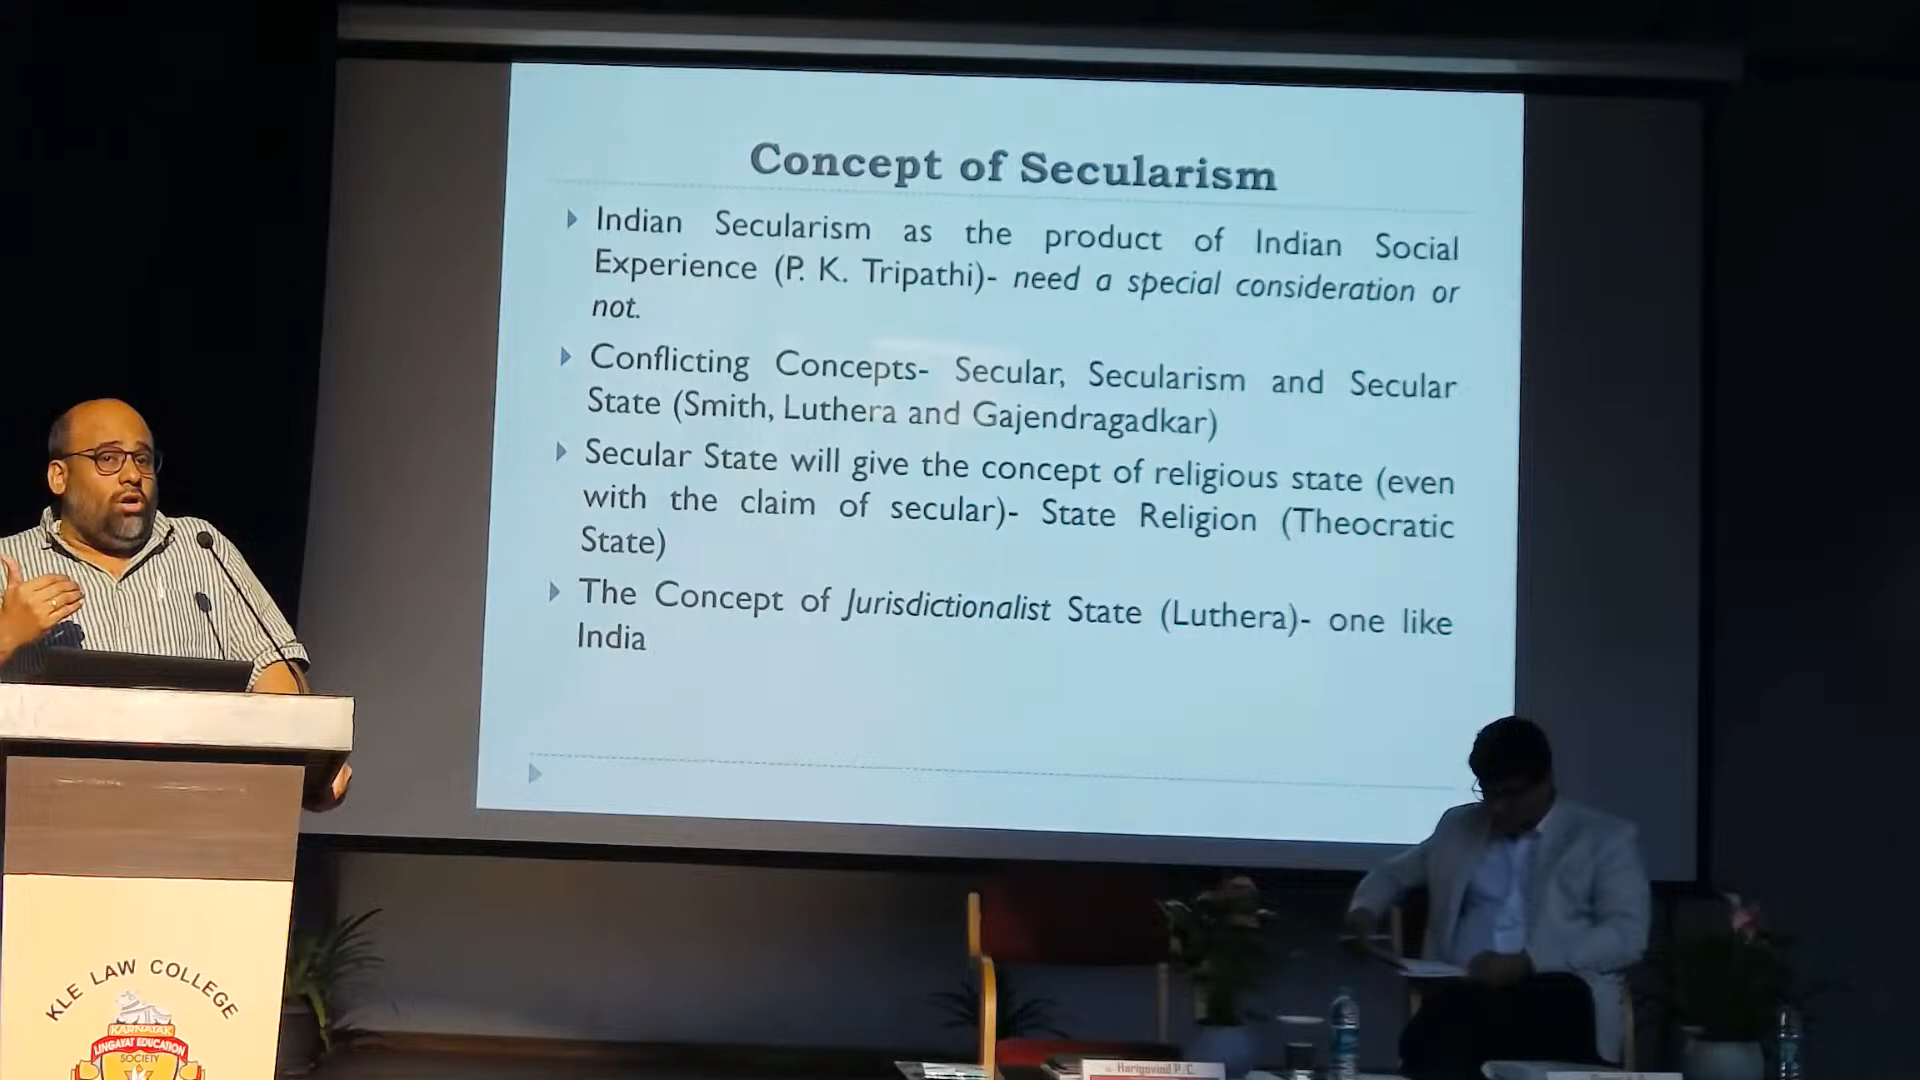 Concept of Secularism
Indian Secularism as the product of Indian Social
Experience (P. K. Tripathi)- need a special consideration or
not.
Conflicting Concepts- Secular, Secularism and Secular
State (Smith, Luthera and Gajendragadkar)
Secular State will give the concept of religious state (even
with the claim of secular)- State Religion (Theocratic
State)
The Concept of Jurisdictionalist State (Luthera)- one like
India
KLE LAW COLLEGE
KARNATAK
LINGAYAT EDUCATION
SOCIETY
Harigovind P. C.